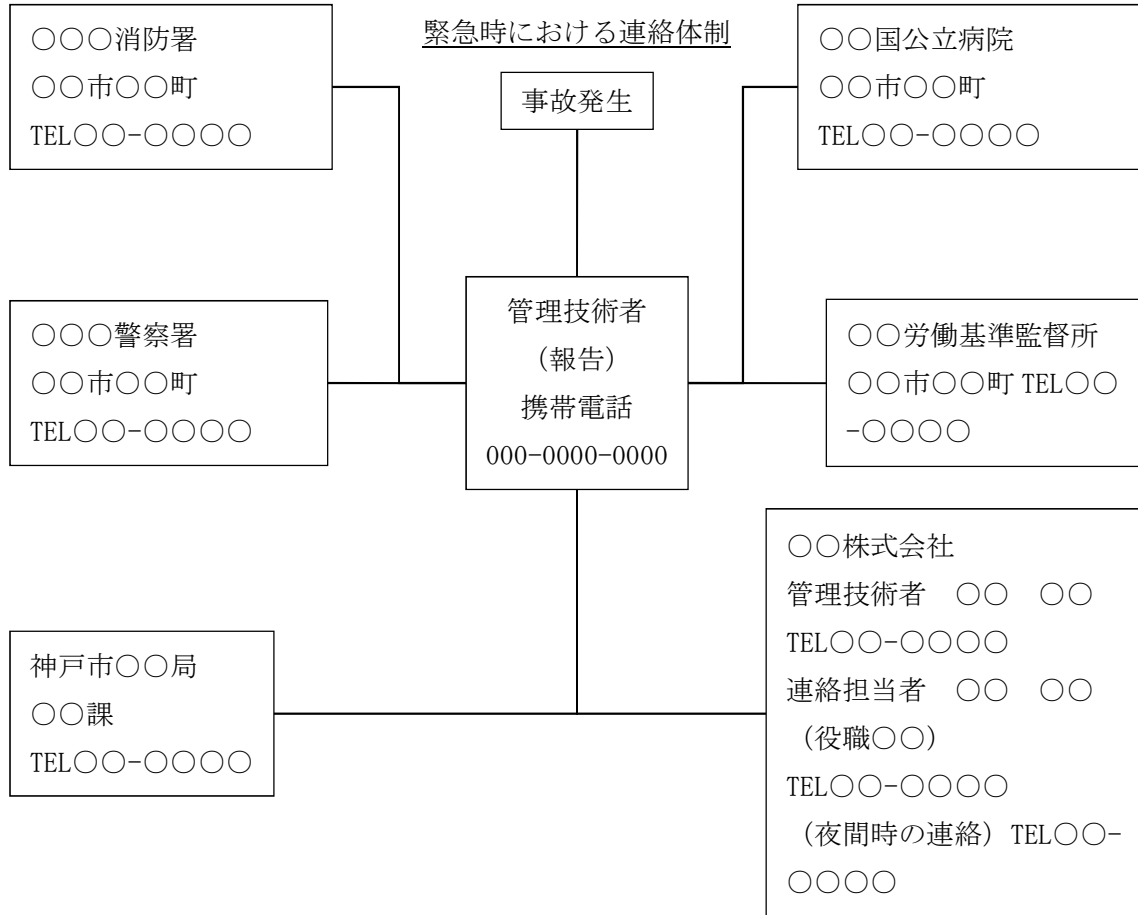 緊急時における連絡体制
○○○消防署
○○市○○町
TEL○○-○○○○
事故発生
○○国公立病院
○○市○○町
TEL○○-○○○○
○○○警察署
○○市○○町
TEL○○-○○○○
管理技術者
（報告）
携帯電話
000-0000-0000
○○労働基準監督所
○○市○○町 TEL○○
-○○○○
神戸市○○局
○○課
TEL○○-○○○○
○○株式会社
管理技術者　○○　○○
TEL○○-○○○○
連絡担当者　○○　○○
（役職○○）
TEL○○-○○○○
（夜間時の連絡）TEL○○-
○○○○